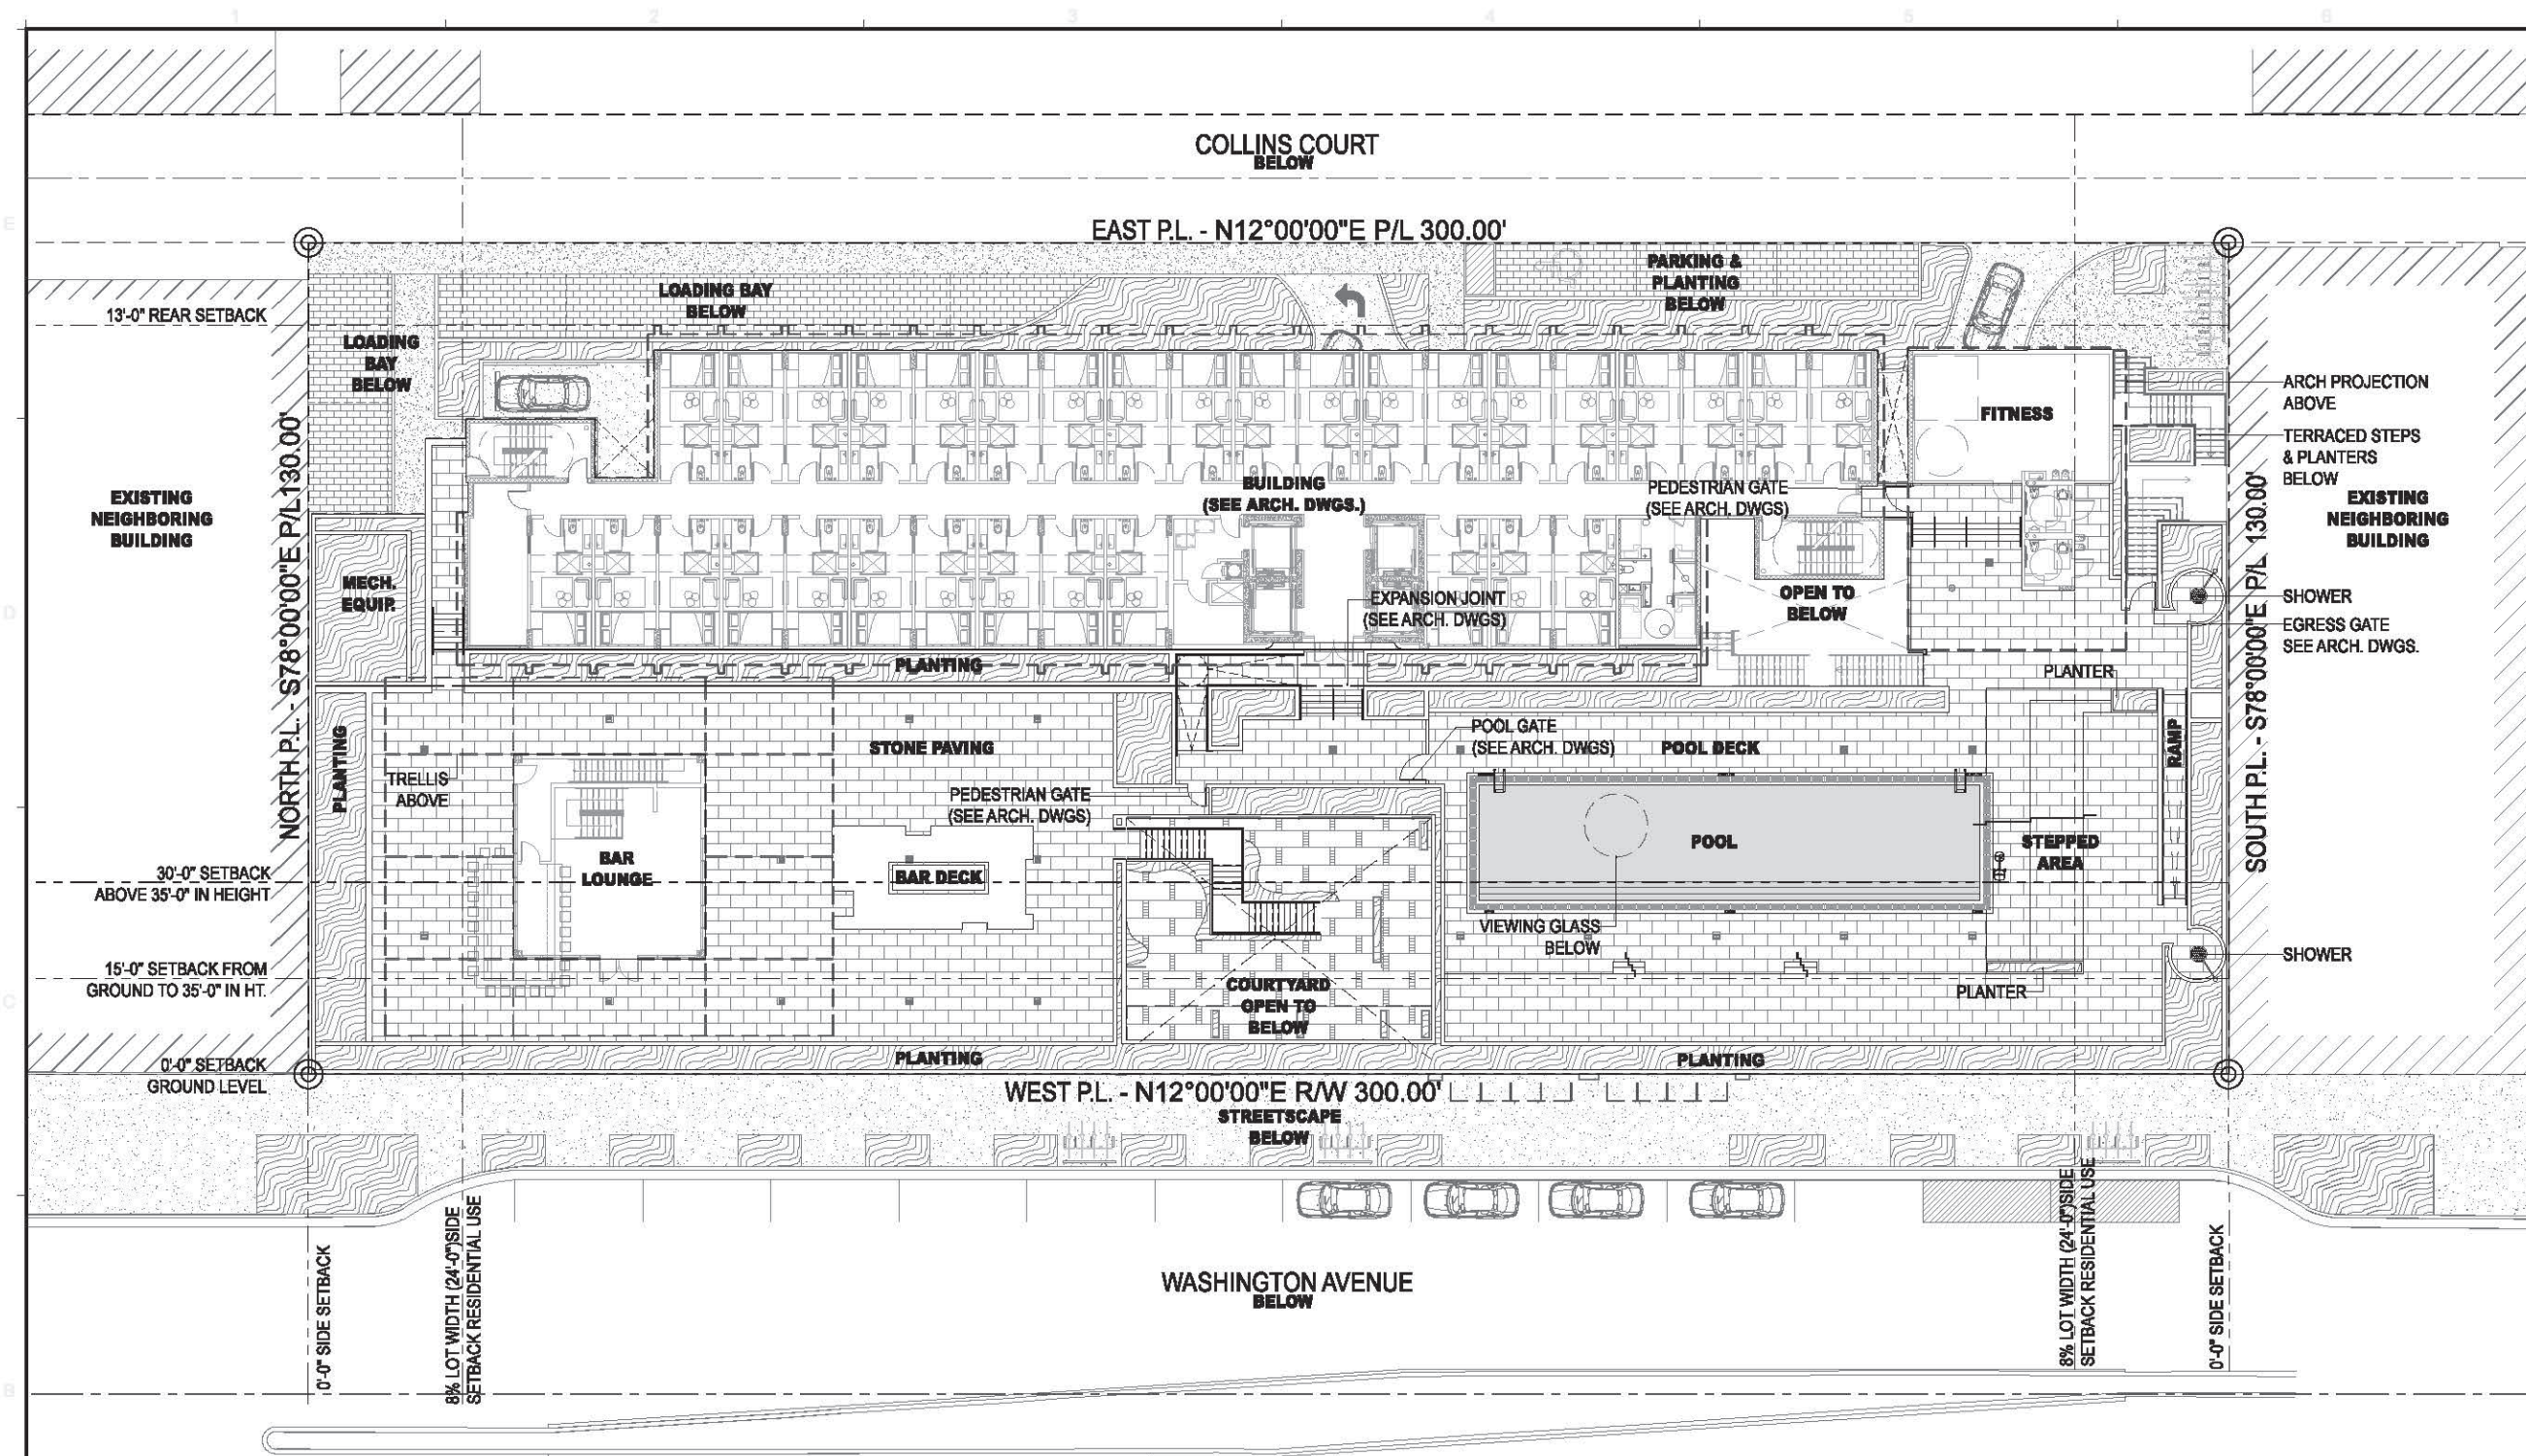 1 2 3 4 5 6
COLLINS COURT
BELOW
E
EAST P.L. - N12°00'00"E P/L 300.00'
LOADING BAY
BELOW
PARKING &
PLANTING
BELOW
13'-0" REAR SETBACK
LOADING
BAY
BELOW
ARCH PROJECTION
ABOVE
FITNESS
TERRACED STEPS
& PLANTERS
BELOW
EXISTING
NEIGHBORING
BUILDING
NORTH P.L. - S78°00'00"E P/L130.00'
BUILDING
(SEE ARCH. DWGS.)
PEDESTRIAN GATE
(SEE ARCH. DWGS)
EXISTING
NEIGHBORING
BUILDING
SOUTH P.L. - S78°00'00"E P/L 130.00'
D
MECH.
EQUIP.
EXPANSION JOINT
(SEE ARCH. DWGS)
OPEN TO
BELOW
SHOWER
EGRESS GATE
SEE ARCH. DWGS.
PLANTING
PLANTER
PLANTING
STONE PAVING
POOL GATE
(SEE ARCH. DWGS)
POOL DECK
RAMP
TRELLIS
ABOVE
PEDESTRIAN GATE
(SEE ARCH. DWGS)
BAR
LOUNGE
BAR DECK
POOL
STEPPED
AREA
30'-0" SETBACK
ABOVE 35'-0" IN HEIGHT
VIEWING GLASS
BELOW
SHOWER
15'-0" SETBACK FROM
GROUND TO 35'-0" IN HT.
COURTYARD
OPEN TO
BELOW
PLANTER
C
PLANTING
PLANTING
0'-0" SETBACK
GROUND LEVEL
WEST P.L. - N12°00'00"E R/W 300.00'
STREETSCAPE
BELOW
0'-0" SIDE SETBACK
8% LOT WIDTH (24'-0")SIDE
SETBACK RESIDENTIAL USE
WASHINGTON AVENUE
BELOW
8% LOT WIDTH (24'-0")SIDE
SETBACK RESIDENTIAL USE
0'-0" SIDE SETBACK
B